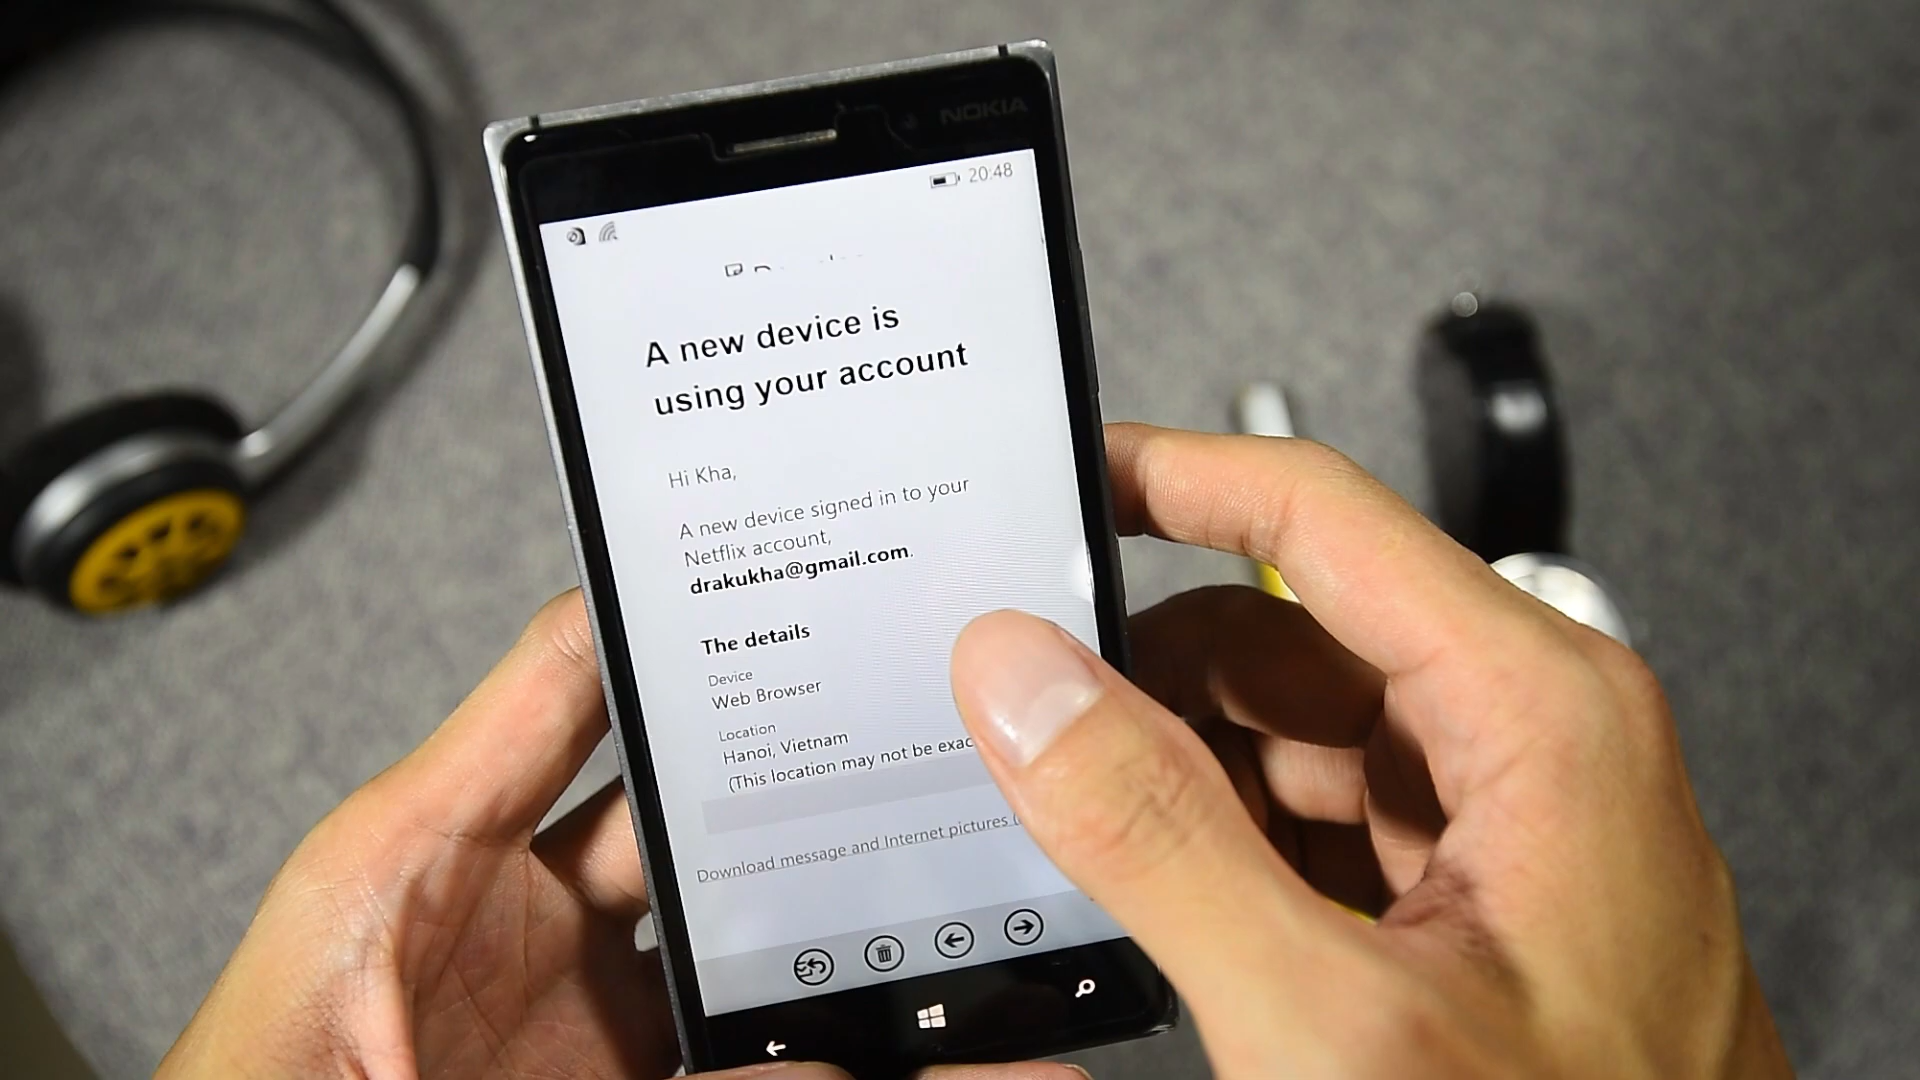 NOKIA
20:48
A new device is
using your account
Hi Kha,
A new device signed in to your
Netflix account,
drakukha@gmail.com.
The details
Device
Web Browser
Location
Hanoi, Vietnam
(This location may not be exac
Download message and Internet pictures (